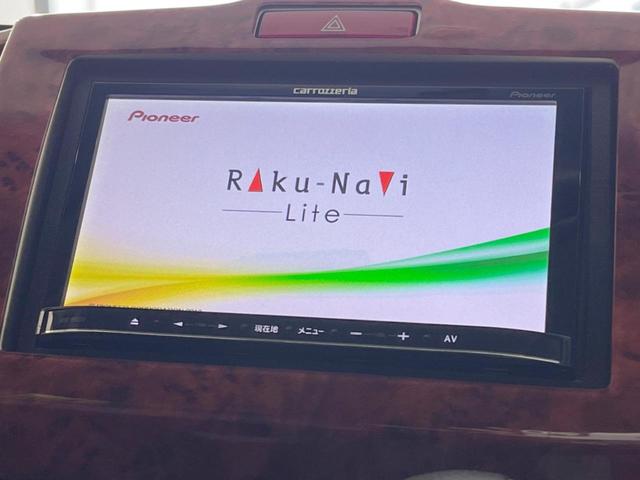 carrozzeria
Pioneer
Pioneer
Raku-Navi
Lite
現在地 メニュー － ＋ AV